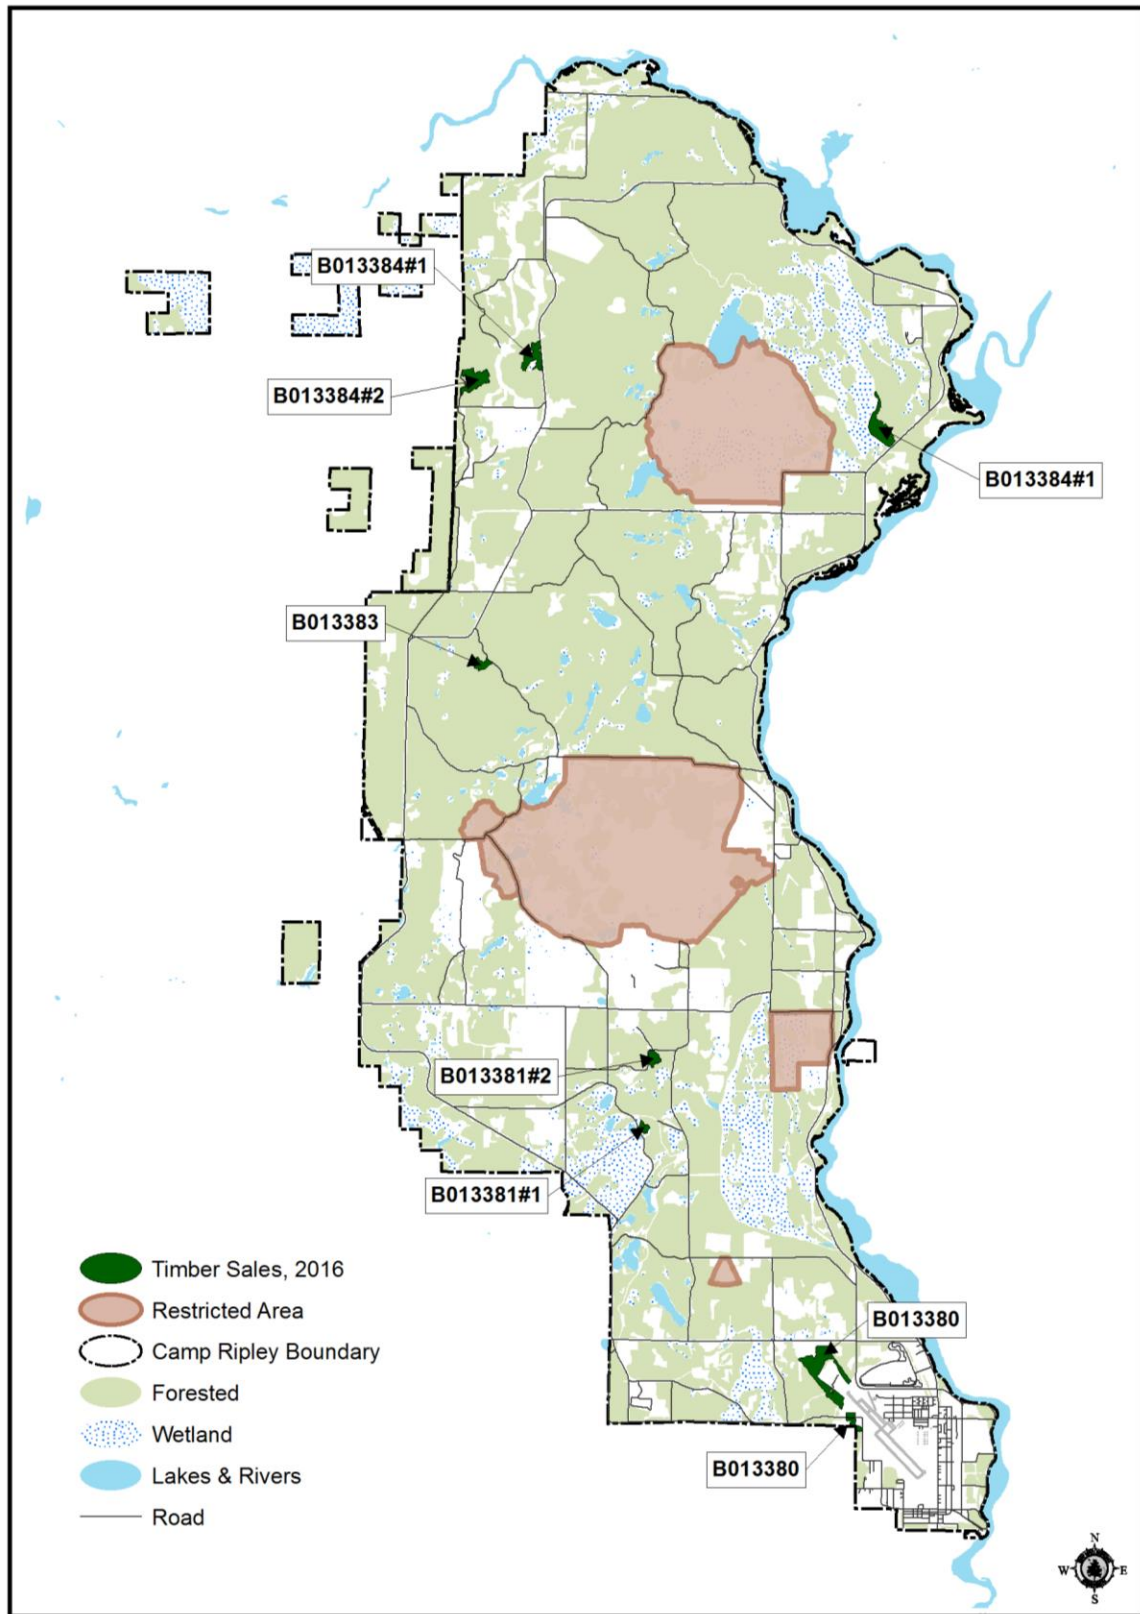 B013384#1
B013384#2
B013384#1
B013383
B013381#2
B013381#1
Timber Sales, 2016
Restricted Area
Camp Ripley Boundary
Forested
Wetland
Lakes & Rivers
Road
B013380
B013380
N
W E
S